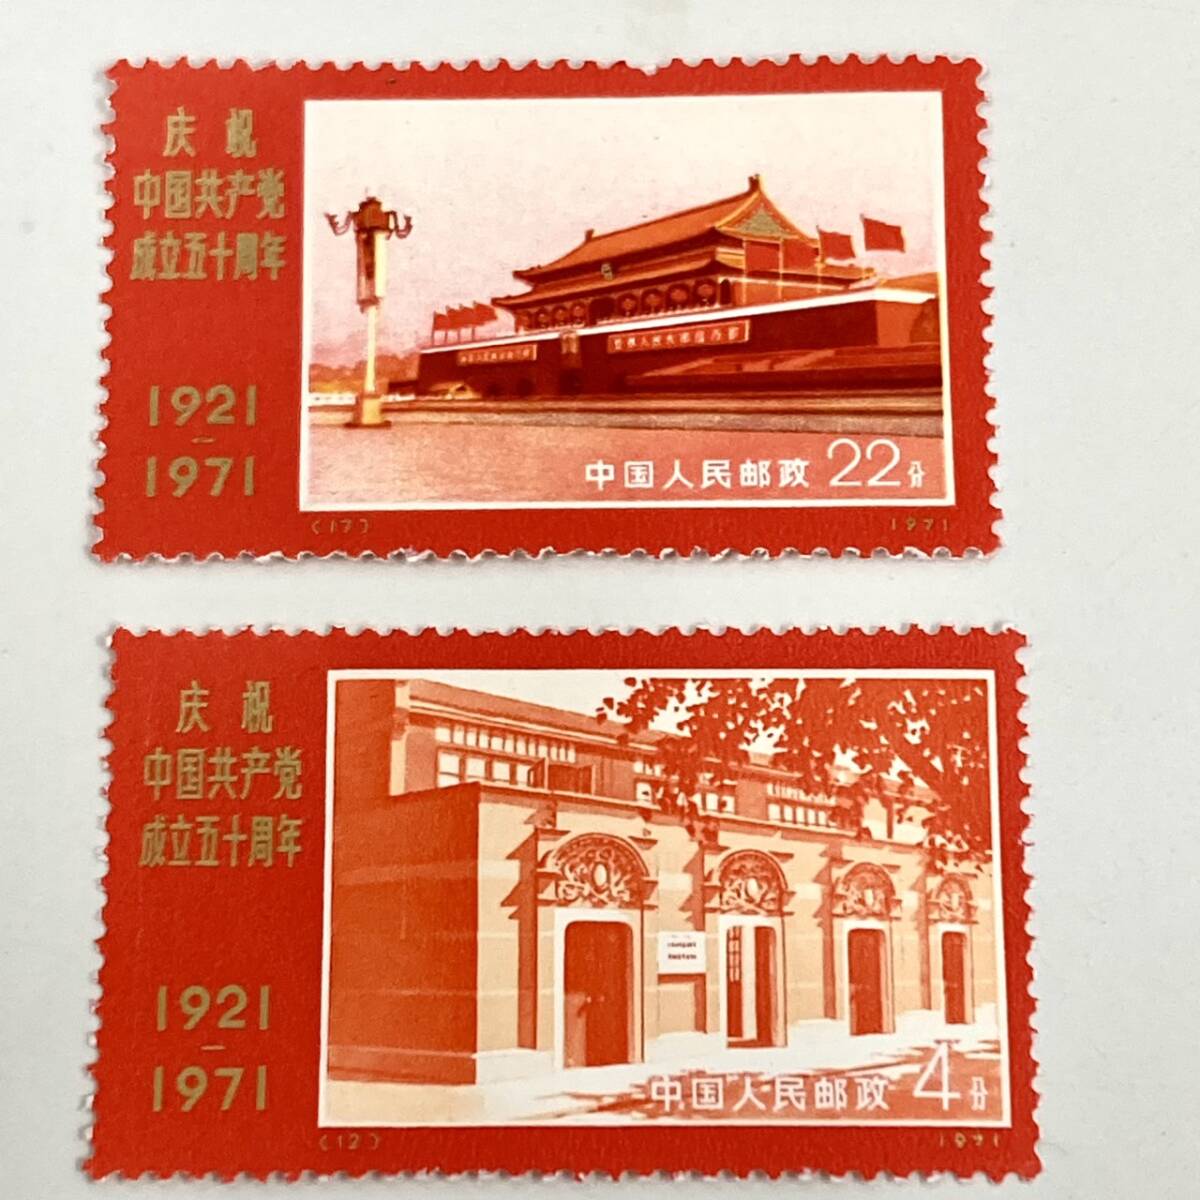 庆祝
中国共产党
成立五十周年
1921
—
1971
中国人民邮政 22分
(17)
1971
庆祝
中国共产党
成立五十周年
1921
—
1971
中国人民邮政 4分
(12)
1971